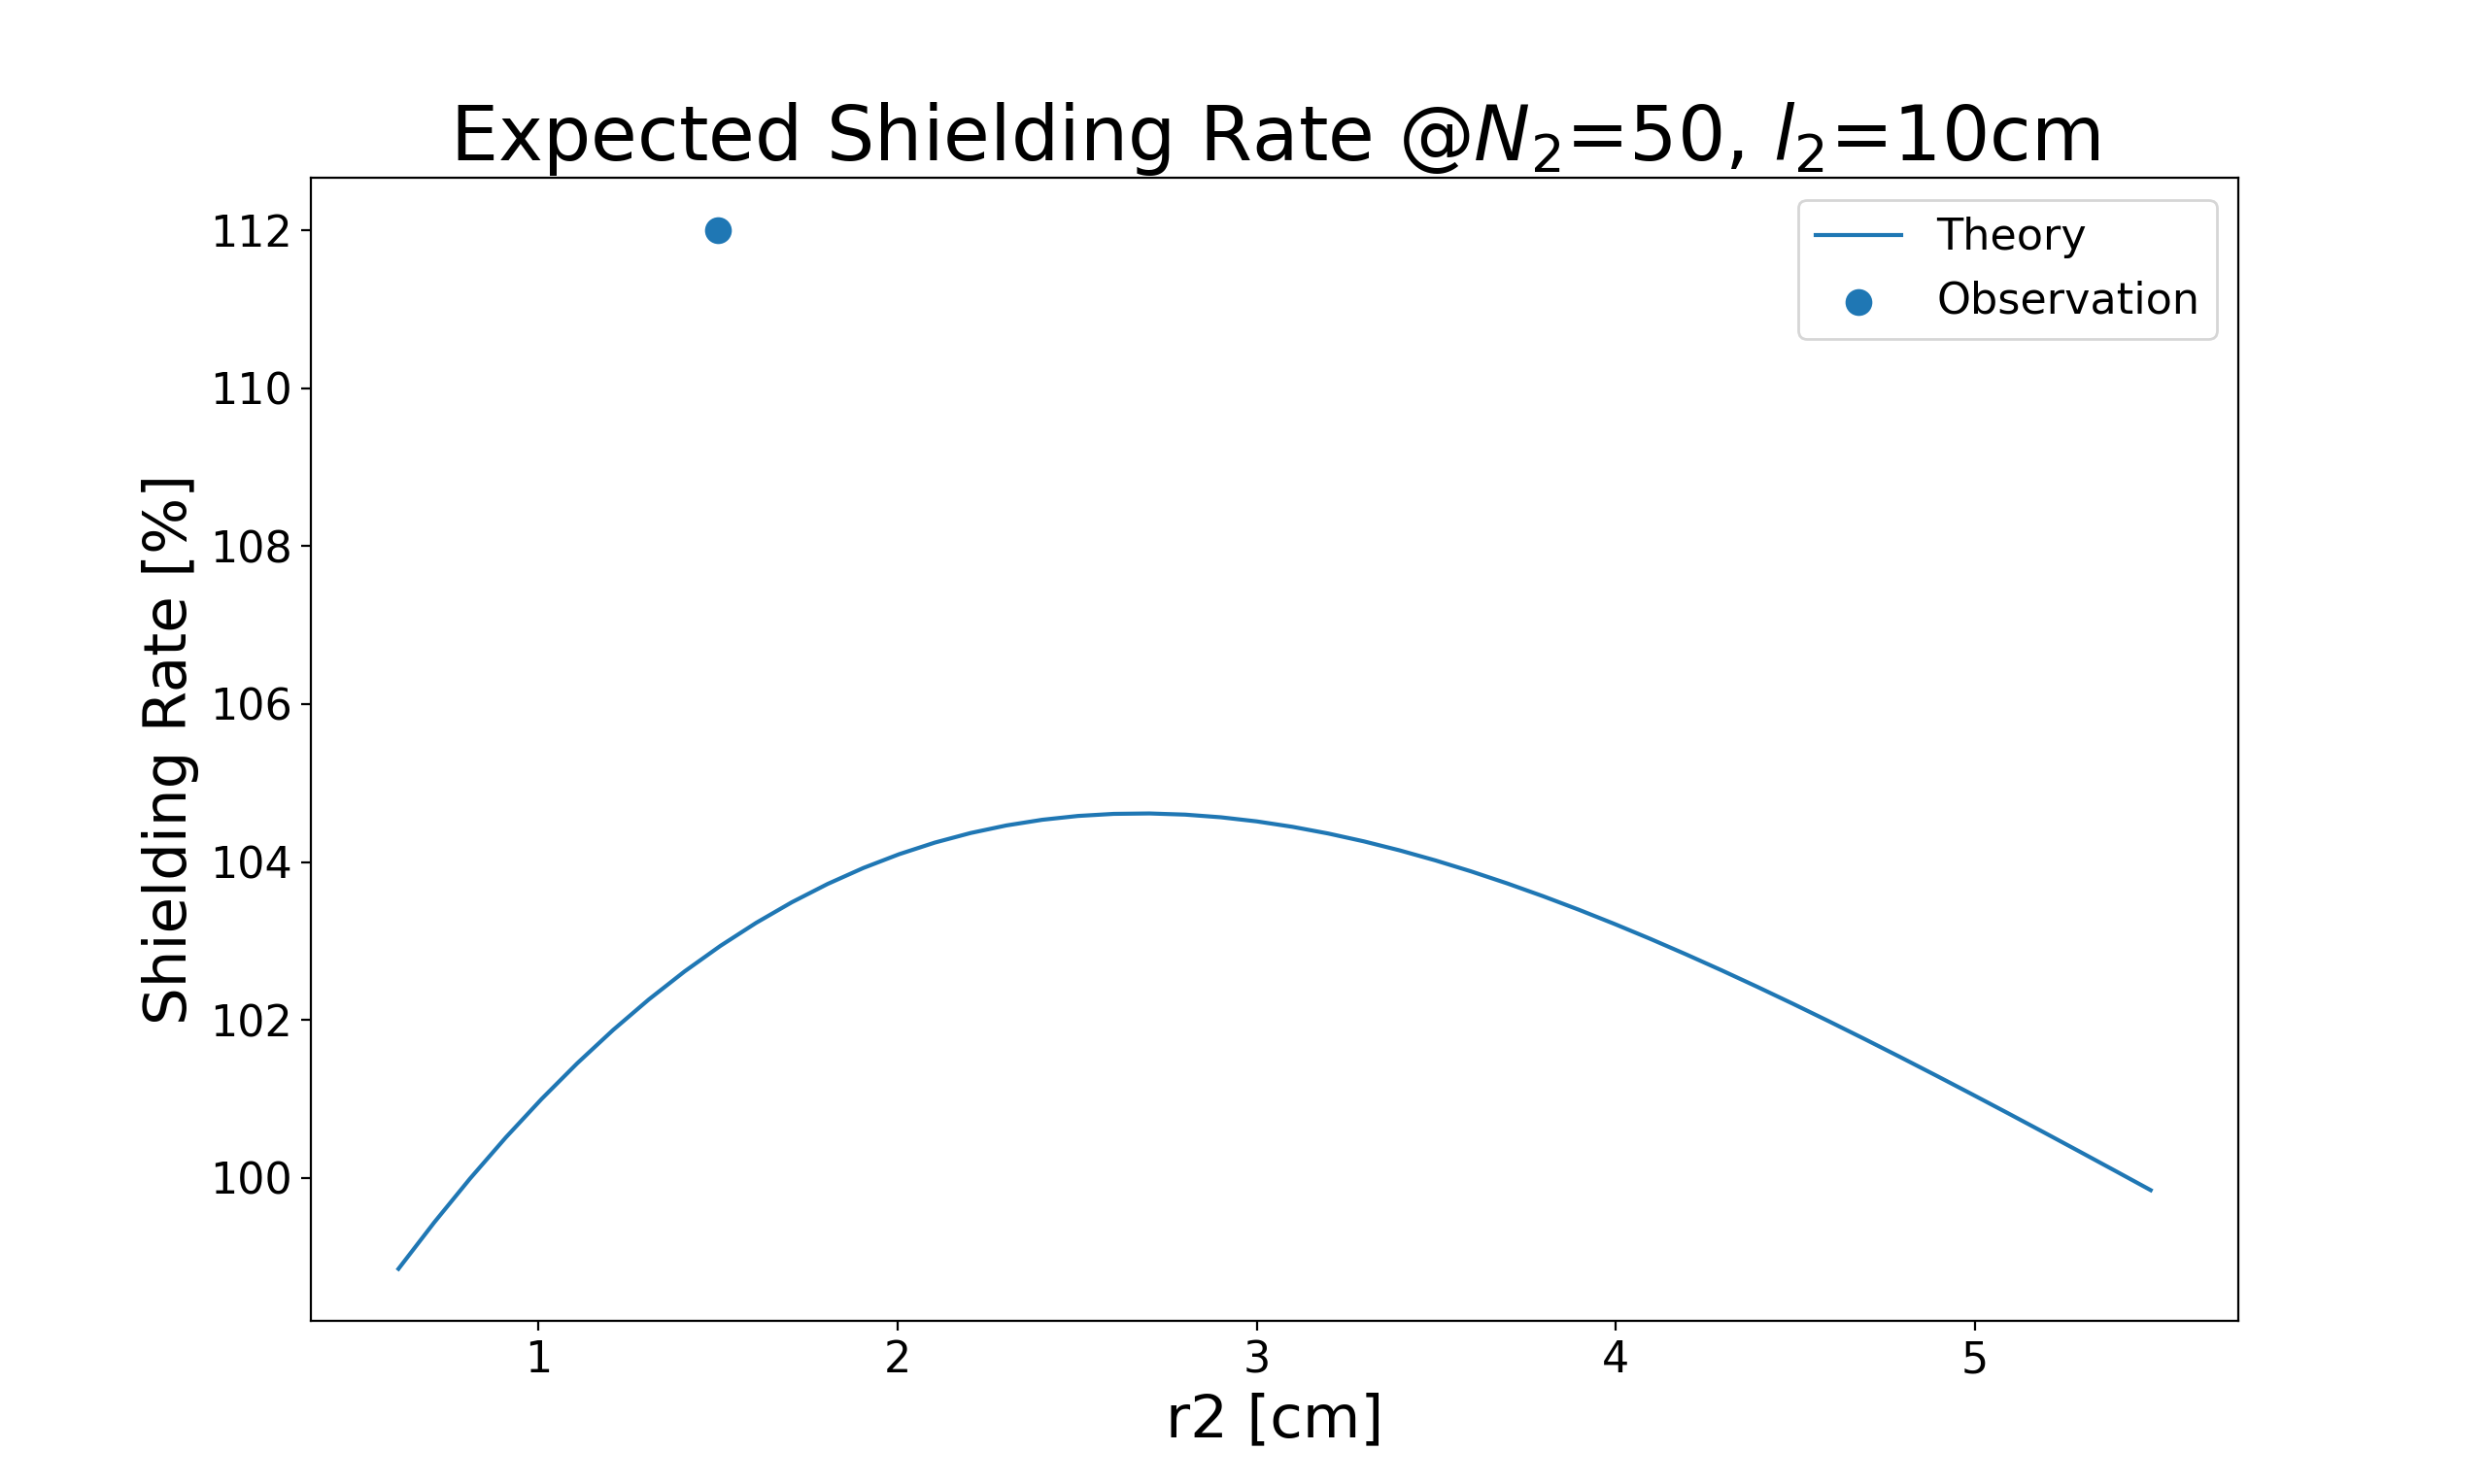 Expected Shielding Rate @N₂=50, l₂=10cm
Theory
Observation
Shielding Rate [%]
112
110
108
106
104
102
100
1 2 3 4 5
r2 [cm]